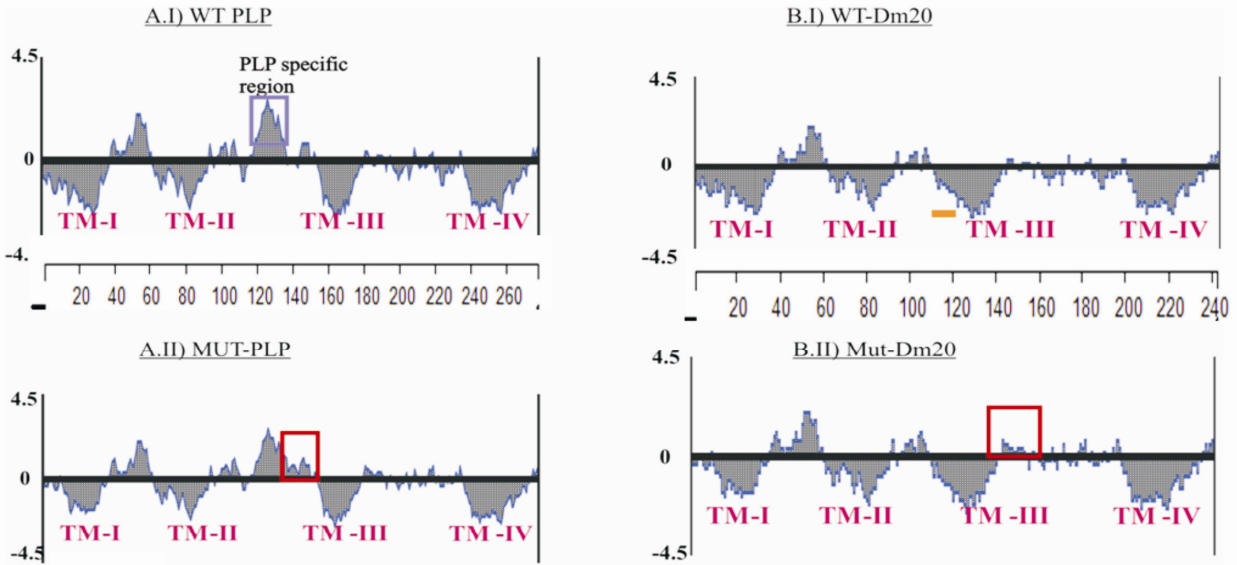 A.I) WT PLP
4.5
PLP specific
region
0
TM-I TM-II TM -III TM -IV
-4.
20 40 60 80 100 120 140 160 180 200 220 240 260
B.I) WT-Dm20
4.5
0
TM-I TM-II TM -III TM -IV
-4.5
20 40 60 80 100 120 140 160 180 200 220 240
A.II) MUT-PLP
4.5
0
TM-I TM-II TM -III TM -IV
-4.5
B.II) Mut-Dm20
4.5
0
TM-I TM-II TM -III TM -IV
-4.5